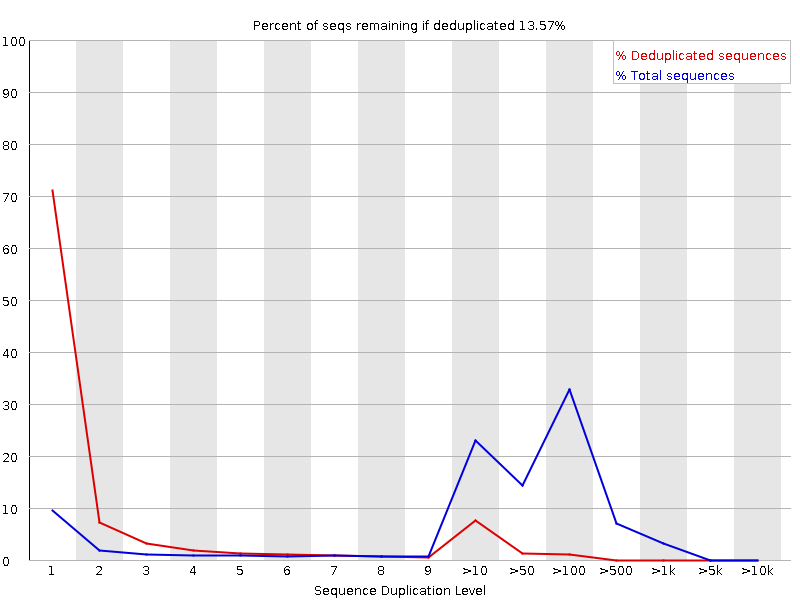 Percent of seqs remaining if deduplicated 13.57%
% Deduplicated sequences
% Total sequences
100
90
80
70
60
50
40
30
20
10
0
1 2 3 4 5 6 7 8 9 >10 >50 >100 >500 >1k >5k >10k
Sequence Duplication Level